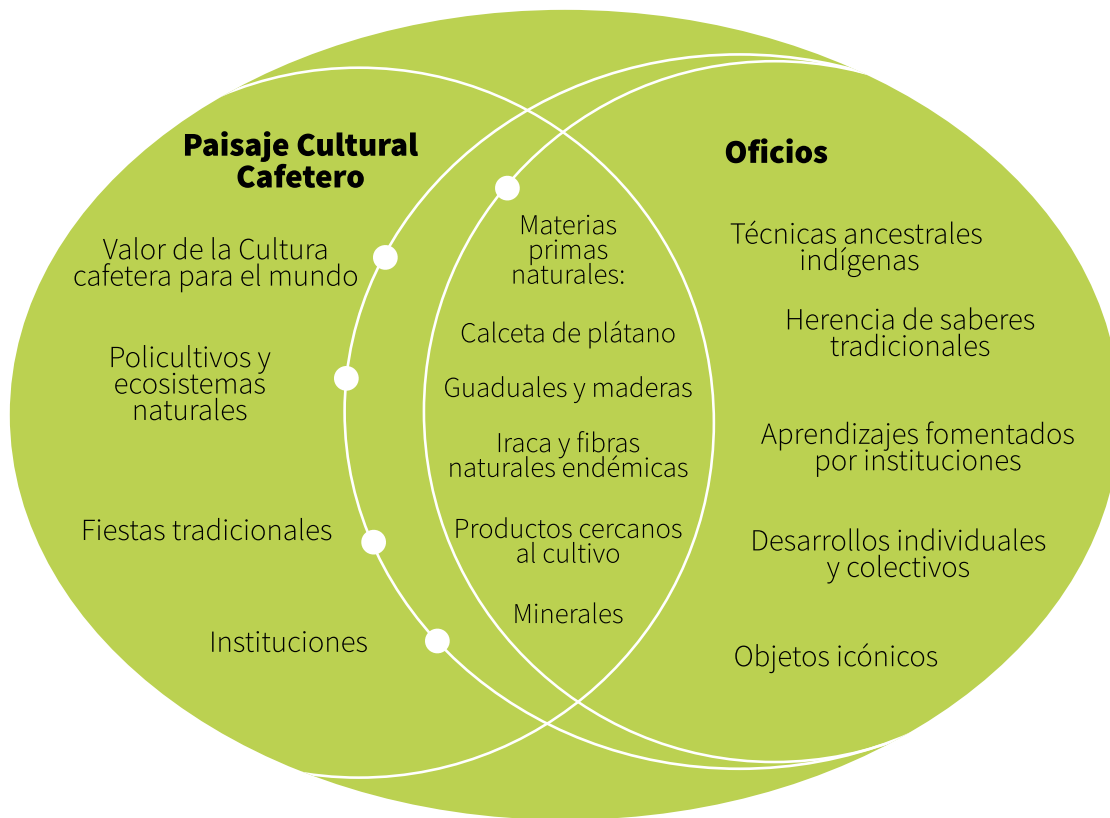 Paisaje Cultural
Cafetero
Valor de la Cultura
cafetera para el mundo
Policultivos y
ecosistemas
naturales
Fiestas tradicionales
Instituciones
Materias
primas
naturales:
Calceta de plátano
Guaduales y maderas
Iraca y fibras
naturales endémicas
Productos cercanos
al cultivo
Minerales
Oficios
Técnicas ancestrales
indígenas
Herencia de saberes
tradicionales
Aprendizajes fomentados
por instituciones
Desarrollos individuales
y colectivos
Objetos icónicos